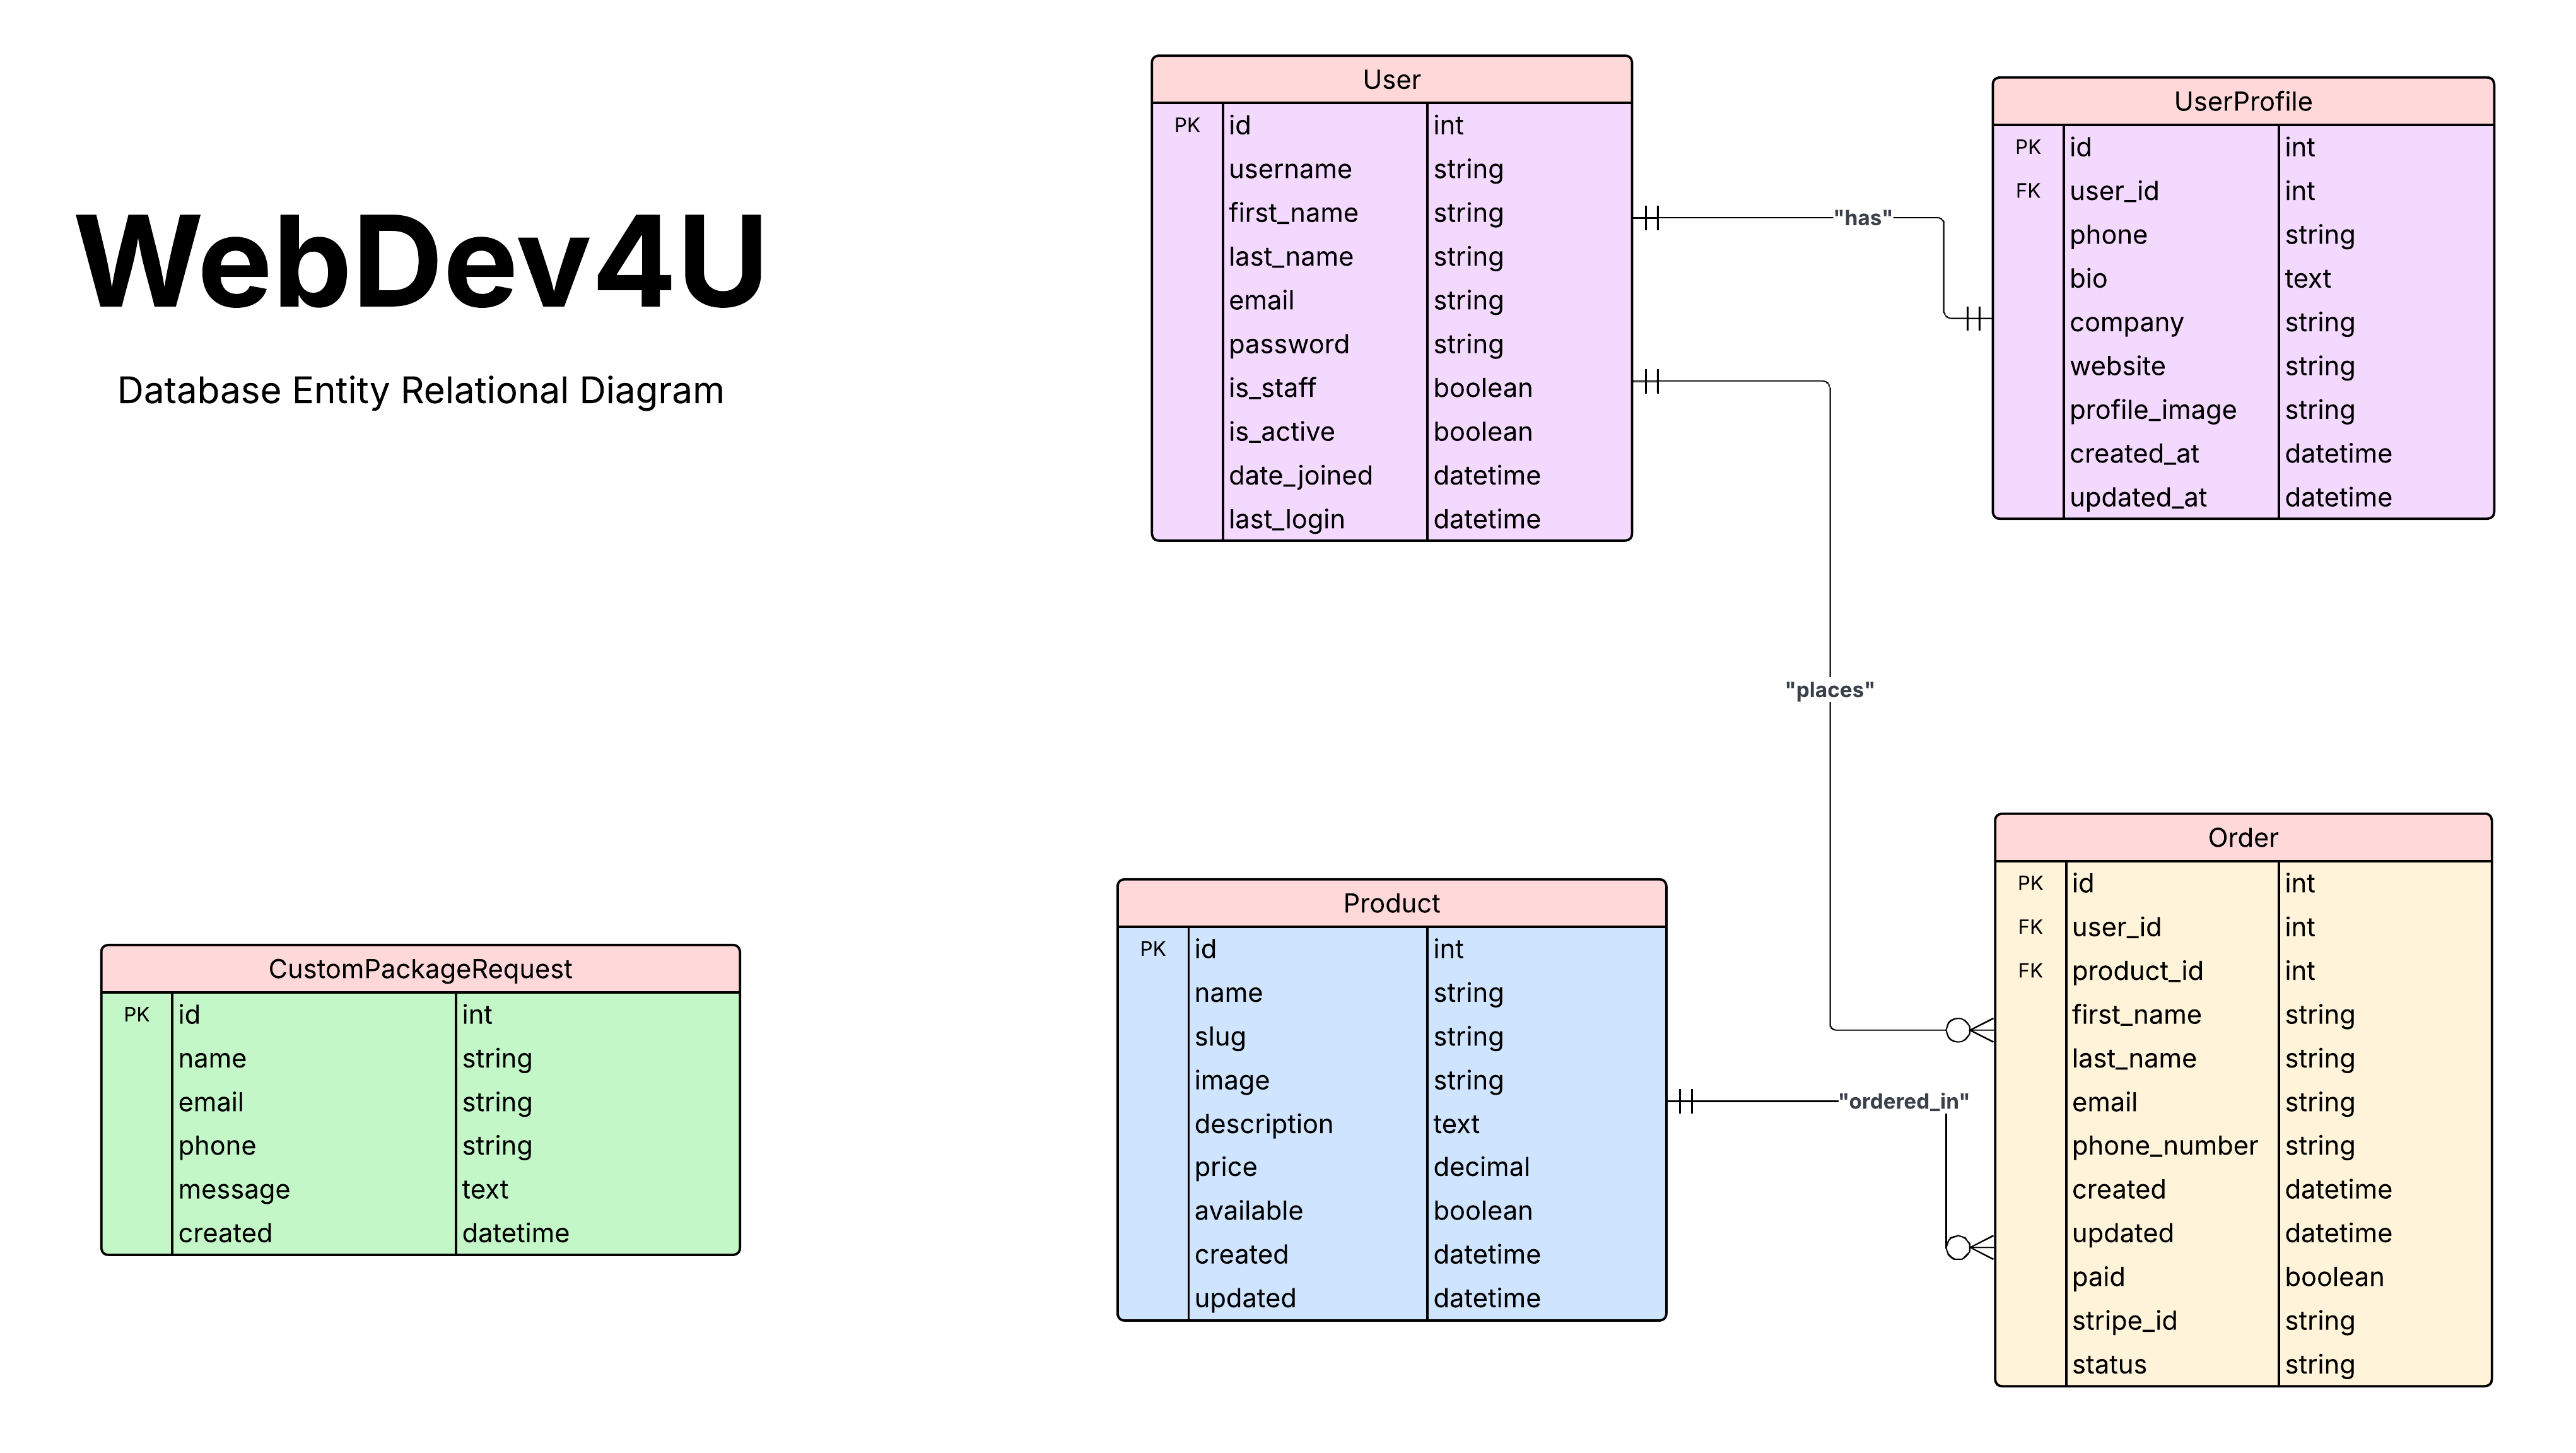 WebDev4U
Database Entity Relational Diagram
User
PK id int
username string
first_name string
last_name string
email string
password string
is_staff boolean
is_active boolean
date_joined datetime
last_login datetime
"has"
UserProfile
PK id int
FK user_id int
phone string
bio text
company string
website string
profile_image string
created_at datetime
updated_at datetime
"places"
CustomPackageRequest
PK id int
name string
email string
phone string
message text
created datetime
Product
PK id int
name string
slug string
image string
description text
price decimal
available boolean
created datetime
updated datetime
"ordered_in"
Order
PK id int
FK user_id int
FK product_id int
first_name string
last_name string
email string
phone_number string
created datetime
updated datetime
paid boolean
stripe_id string
status string